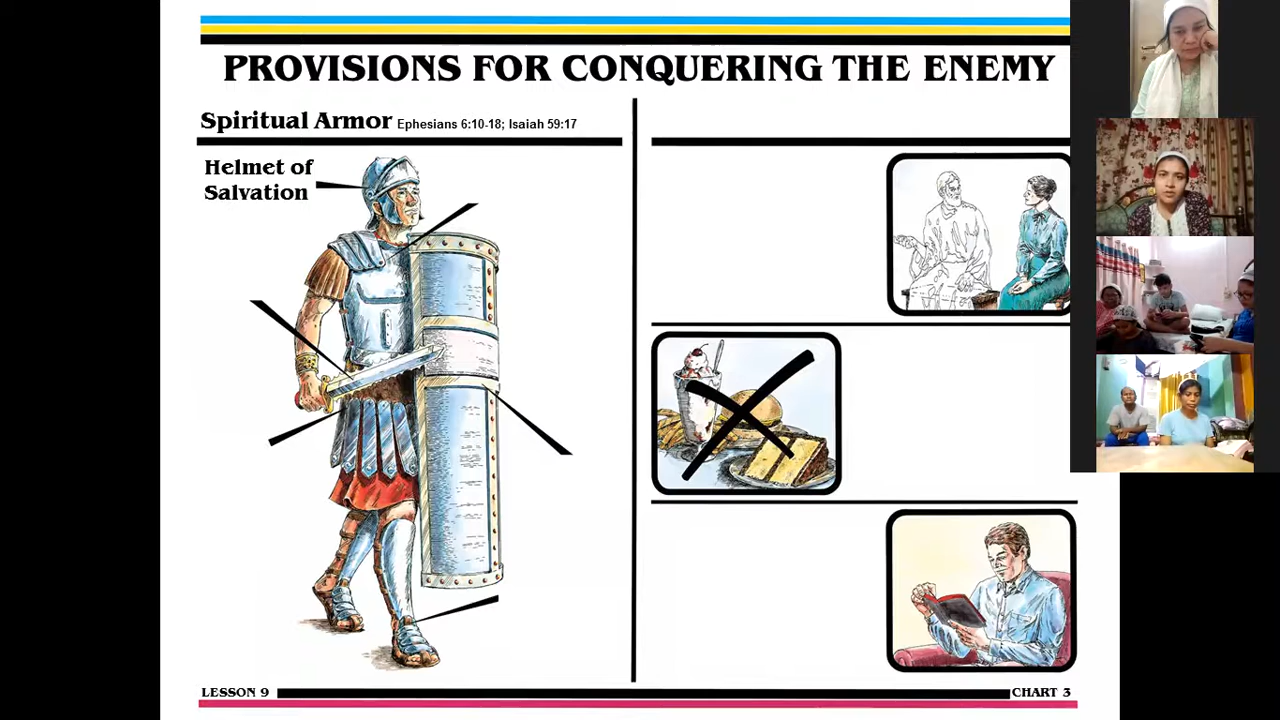 PROVISIONS FOR CONQUERING THE ENEMY
Spiritual Armor Ephesians 6:10-18; Isaiah 59:17
Helmet of
Salvation
LESSON 9
CHART 3